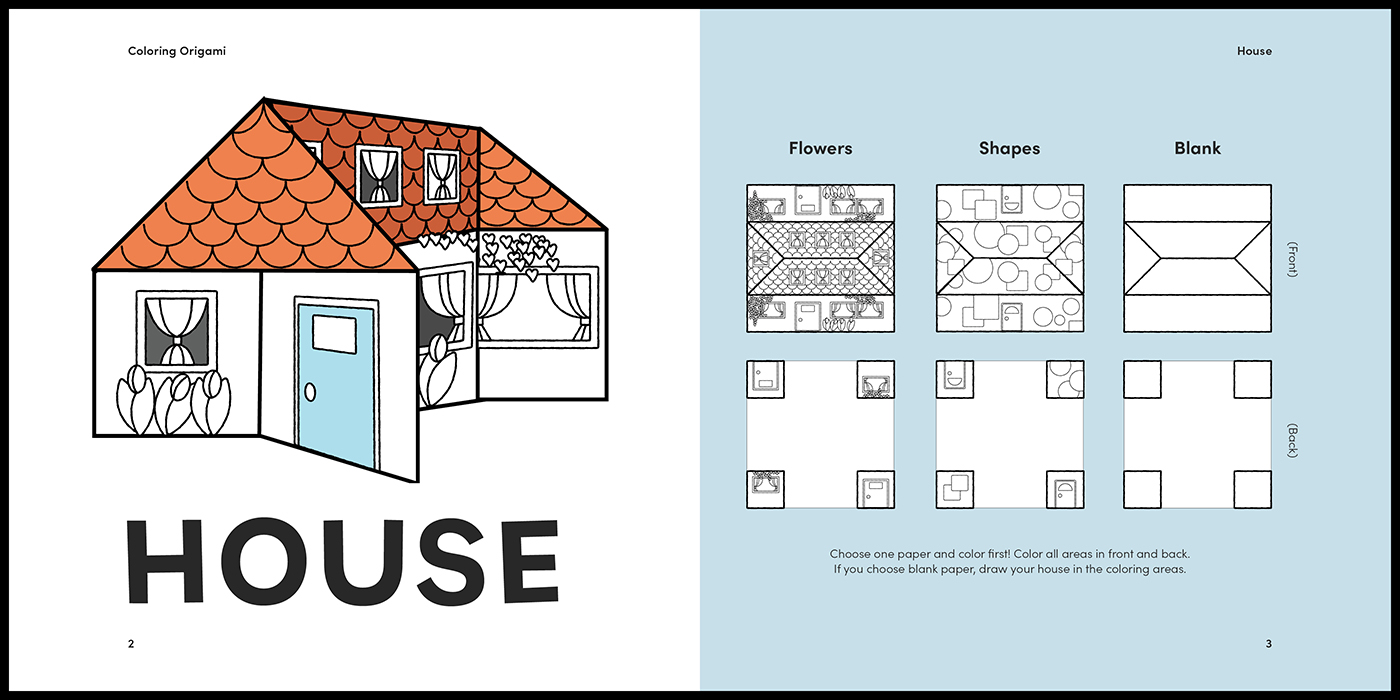 Coloring Origami
HOUSE
2
House
Flowers
Shapes
Blank
(Front)
(Back)
Choose one paper and color first! Color all areas in front and back.
If you choose blank paper, draw your house in the coloring areas.
3